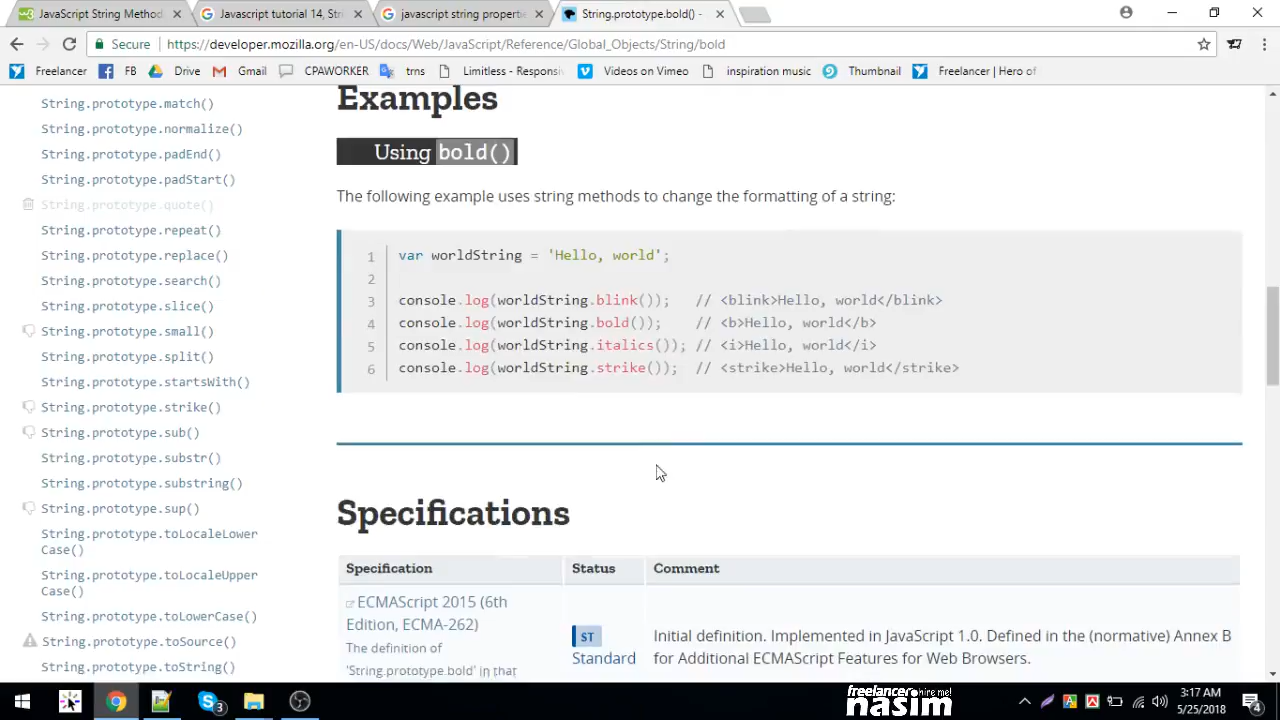 JavaScript String Method
Javascript tutorial 14, Str
javascript string properti
String.prototype.bold() -
Secure
https://developer.mozilla.org/en-US/docs/Web/JavaScript/Reference/Global_Objects/String/bold
Freelancer
FB
Drive
Gmail
CPAWORKER
trns
Limitless - Responsi
Videos on Vimeo
inspiration music
Thumbnail
Freelancer | Hero of
String.prototype.match()
String.prototype.normalize()
String.prototype.padEnd()
String.prototype.padStart()
String.prototype.quote()
String.prototype.repeat()
String.prototype.replace()
String.prototype.search()
String.prototype.slice()
String.prototype.small()
String.prototype.split()
String.prototype.startsWith()
String.prototype.strike()
String.prototype.sub()
String.prototype.substr()
String.prototype.substring()
String.prototype.sup()
String.prototype.toLocaleLower
Case()
String.prototype.toLocaleUpper
Case()
String.prototype.toLowerCase()
String.prototype.toSource()
String.prototype.toString()
Examples
Using bold()
The following example uses string methods to change the formatting of a string:
1 var worldString = 'Hello, world';
2
3 console.log(worldString.blink()); // <blink>Hello, world</blink>
4 console.log(worldString.bold()); // <b>Hello, world</b>
5 console.log(worldString.italics()); // <i>Hello, world</i>
6 console.log(worldString.strike()); // <strike>Hello, world</strike>
Specifications
Specification Status Comment
ECMAScript 2015 (6th
Edition, ECMA-262)
The definition of
'String.prototype.bold' in that
ST
Standard
Initial definition. Implemented in JavaScript 1.0. Defined in the (normative) Annex B
for Additional ECMAScript Features for Web Browsers.
3
freelancer hire me!
nasim
3:17 AM
5/25/2018
4